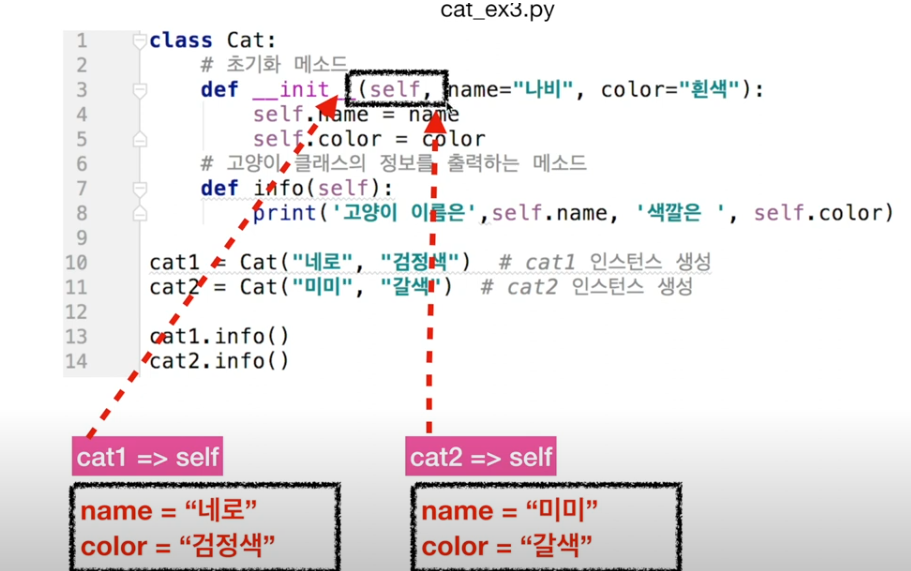 cat_ex3.py
1 class Cat:
2 # 초기화 메소드
3 def __init__(self, name="나비", color="흰색"):
4 self.name = name
5 self.color = color
6 # 고양이 클래스의 정보를 출력하는 메소드
7 def info(self):
8 print('고양이 이름은',self.name, '색깔은 ', self.color)
9
10 cat1 = Cat("네로", "검정색") # cat1 인스턴스 생성
11 cat2 = Cat("미미", "갈색") # cat2 인스턴스 생성
12
13 cat1.info()
14 cat2.info()
cat1 => self
name = “네로”
color = “검정색”
cat2 => self
name = “미미”
color = “갈색”